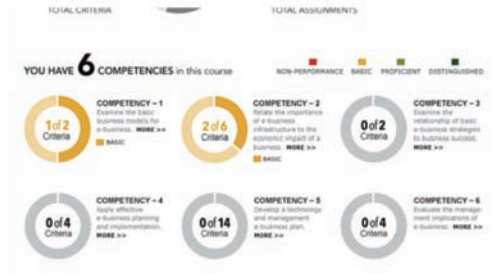 TOTAL CRITERIA
TOTAL ASSIGNMENTS
YOU HAVE 6 COMPETENCIES in this course
NON-PERFORMANCE BASIC PROFICIENT DISTINGUISHED
1 of 2
Criteria
COMPETENCY – 1
Examine the basic
business models for
e-business. MORE >>
BASIC
2 of 6
Criteria
COMPETENCY – 2
Relate the importance
of e-business
infrastructure to the
economic impact of a
business. MORE >>
BASIC
0 of 2
Criteria
COMPETENCY – 3
Examine the
relationship of basic
e-business strategies
to business success.
MORE >>
0 of 4
Criteria
COMPETENCY – 4
Apply effective
e-business planning
and implementation.
MORE >>
0 of 14
Criteria
COMPETENCY – 5
Develop a technology
and management
e-business plan.
MORE >>
0 of 4
Criteria
COMPETENCY – 6
Evaluate the manage-
ment implications of
e-business. MORE >>